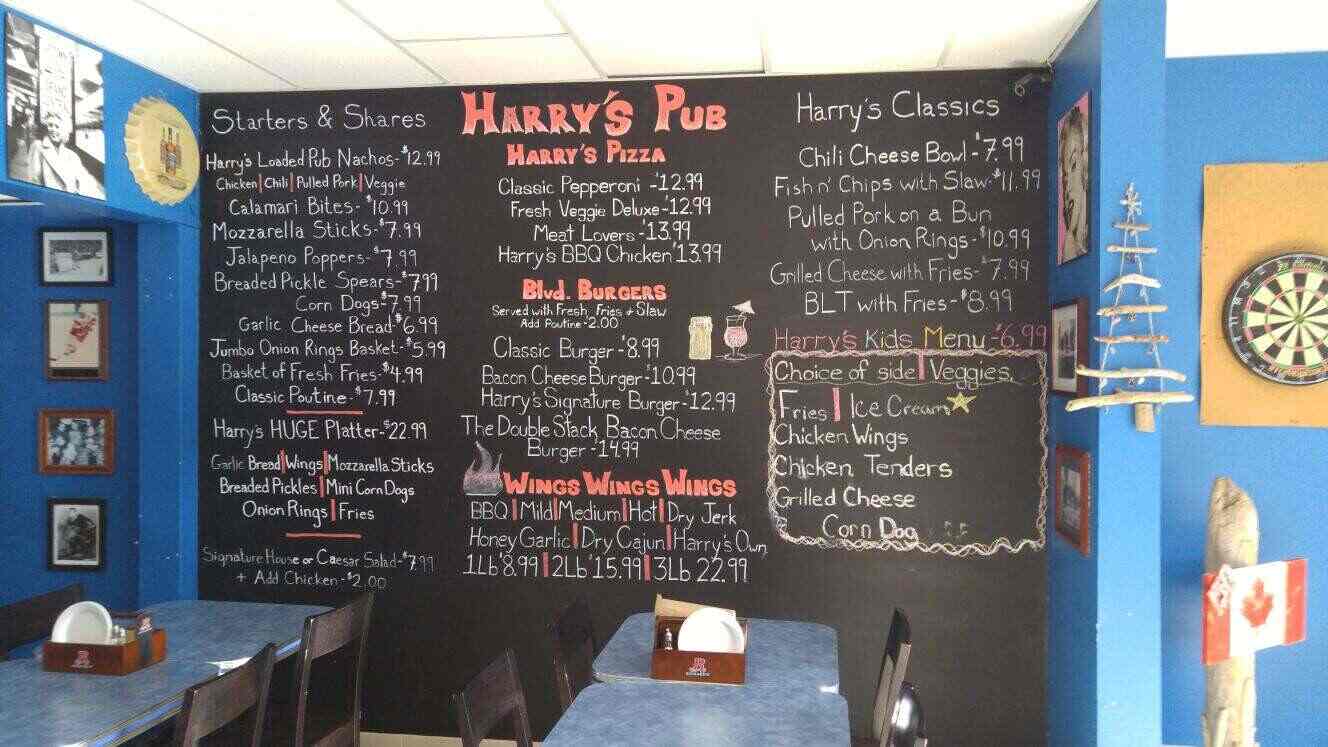 Starters & Shares
Harry's Loaded Pub Nachos-$12.99
Chicken|Chili|Pulled Pork|Veggie
Calamari Bites-$10.99
Mozzarella Sticks-$7.99
Jalapeno Poppers-$7.99
Breaded Pickle Spears-$7.99
Corn Dogs-$7.99
Garlic Cheese Bread-$6.99
Jumbo Onion Rings Basket-$5.99
Basket of Fresh Fries-$4.99
Classic Poutine-$7.99
Harry's HUGE Platter-$22.99
Garlic Bread|Wings|Mozzarella Sticks
Breaded Pickles|Mini Corn Dogs
Onion Rings|Fries
Signature House or Caesar Salad-$7.99
+ Add Chicken-$2.00
HARRY'S PUB
HARRY'S PIZZA
Classic Pepperoni-$12.99
Fresh Veggie Deluxe-$12.99
Meat Lovers-$13.99
Harry's BBQ Chicken $13.99
Blvd. BURGERS
Served with Fresh Fries + Slaw
Add Poutine-2.00
Classic Burger-$8.99
Bacon Cheese Burger-$10.99
Harry's Signature Burger-$12.99
The Double Stack Bacon Cheese
Burger-14.99
WINGS WINGS WINGS
BBQ|Mild|Medium|Hot|Dry Jerk
Honey Garlic|Dry Cajun|Harry's Own
1Lb $8.99|2Lb $15.99|3Lb 22.99
Harry's Classics
Chili Cheese Bowl-$7.99
Fish n' Chips with Slaw-$11.99
Pulled Pork on a Bun
with Onion Rings-$10.99
Grilled Cheese with Fries-$7.99
BLT with Fries-$8.99
Harry's Kids Menu-$6.99
Choice of side|Veggies,
Fries|Ice Cream
Chicken Wings
Chicken Tenders
Grilled Cheese
Corn Dog